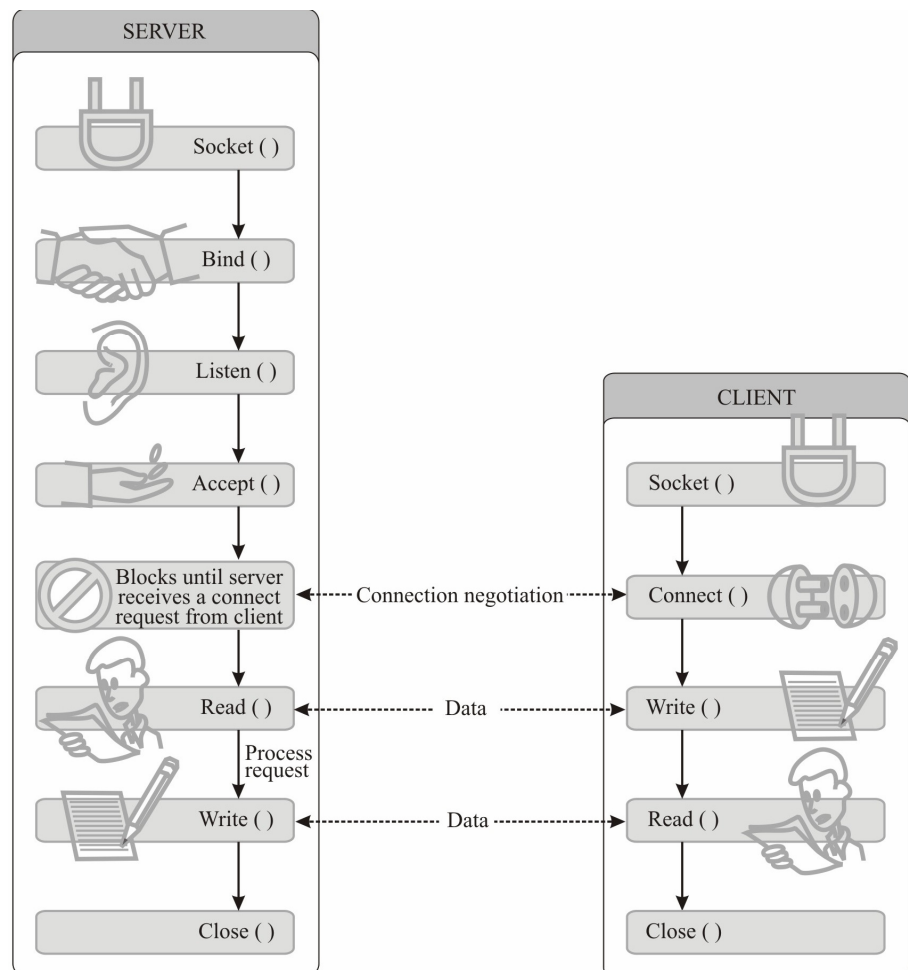 SERVER
Socket ( )
Bind ( )
Listen ( )
Accept ( )
Blocks until server
receives a connect
request from client
Read ( )
Process
request
Write ( )
Close ( )
Connection negotiation
Data
Data
CLIENT
Socket ( )
Connect ( )
Write ( )
Read ( )
Close ( )